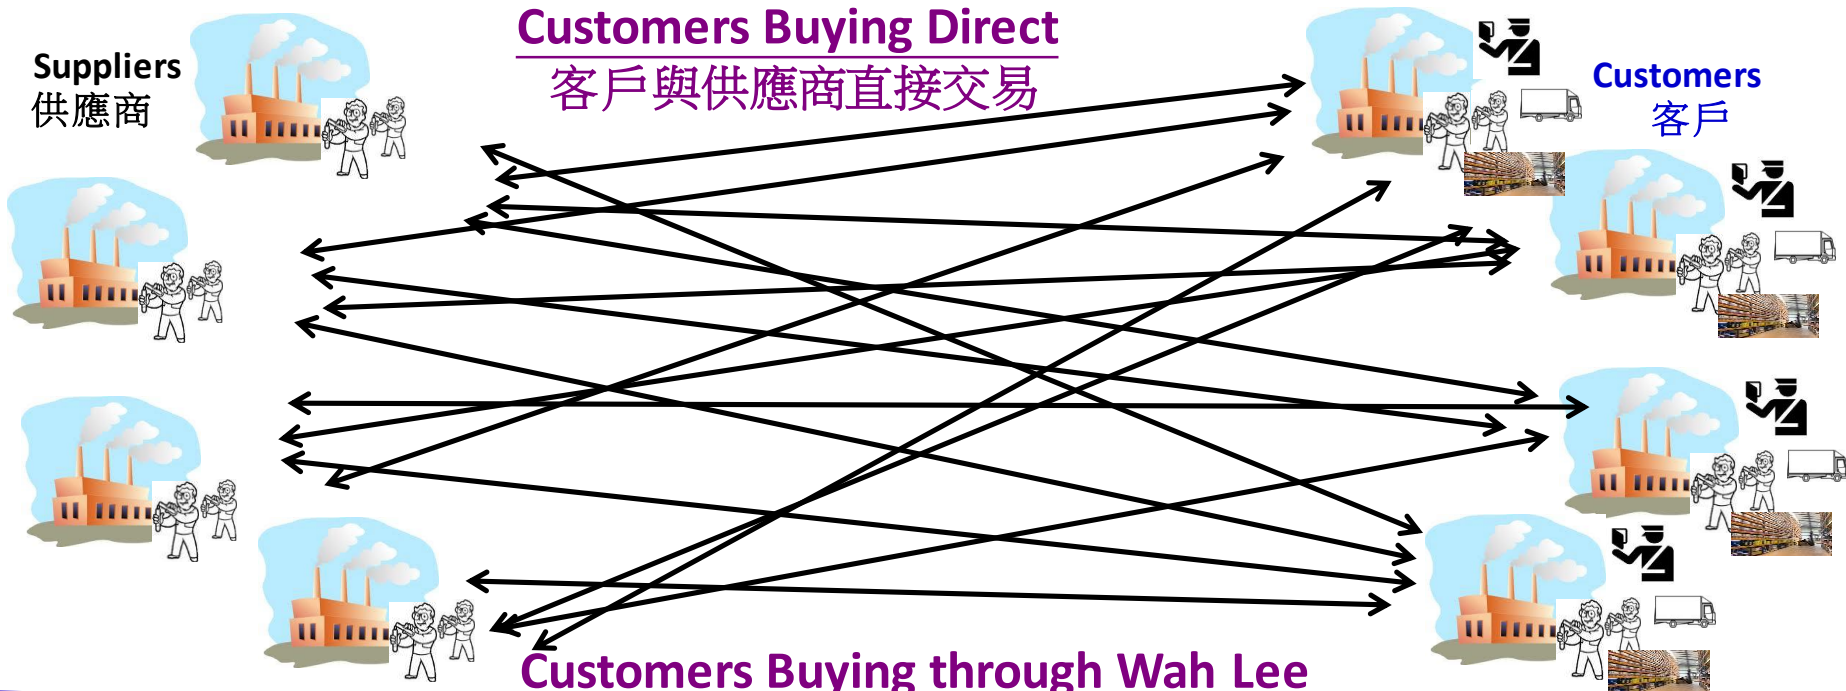 Customers Buying Direct
客戶與供應商直接交易
Suppliers
供應商
Customers
客戶
Customers Buying through Wah Lee